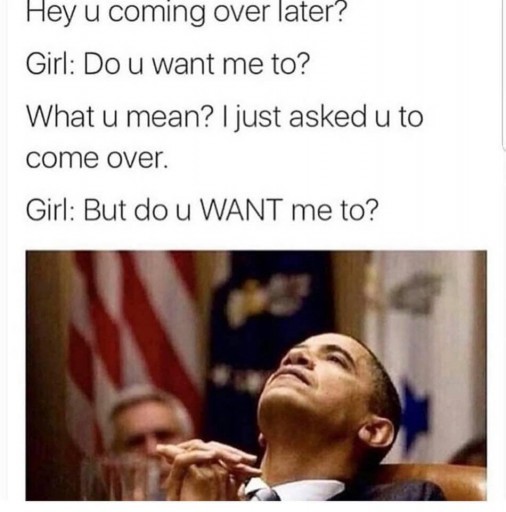 Hey u coming over later?
Girl: Do u want me to?
What u mean? I just asked u to
come over.
Girl: But do u WANT me to?